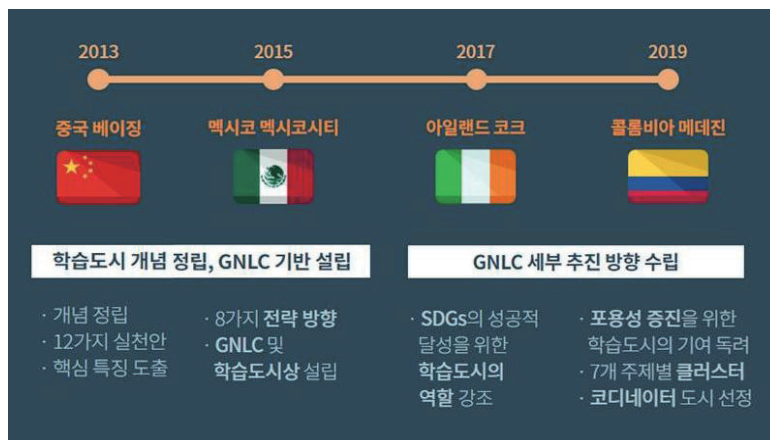 2013
2015
2017
2019
중국 베이징
멕시코 멕시코시티
아일랜드 코크
콜롬비아 메데진
학습도시 개념 정립, GNLC 기반 설립
GNLC 세부 추진 방향 수립
· 개념 정립
· 12가지 실천안
· 핵심 특징 도출
· 8가지 전략 방향
· GNLC 및
학습도시상 설립
· SDGs의 성공적
달성을 위한
학습도시의
역할 강조
· 포용성 증진을 위한
학습도시의 기여 독려
· 7개 주제별 클러스터
· 코디네이터 도시 선정